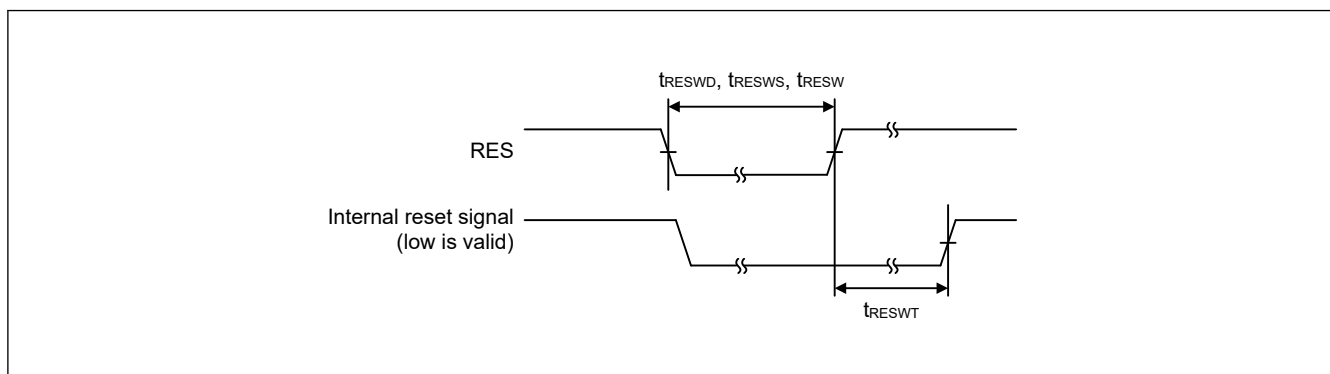 tRESWD, tRESWS, tRESW
RES
Internal reset signal
(low is valid)
tRESWT